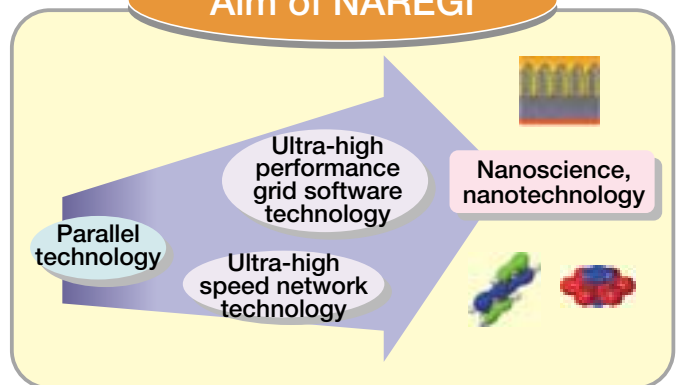 Aim of NAREGI
Ultra-high
performance
grid software
technology
Nanoscience,
nanotechnology
Parallel
technology
Ultra-high
speed network
technology